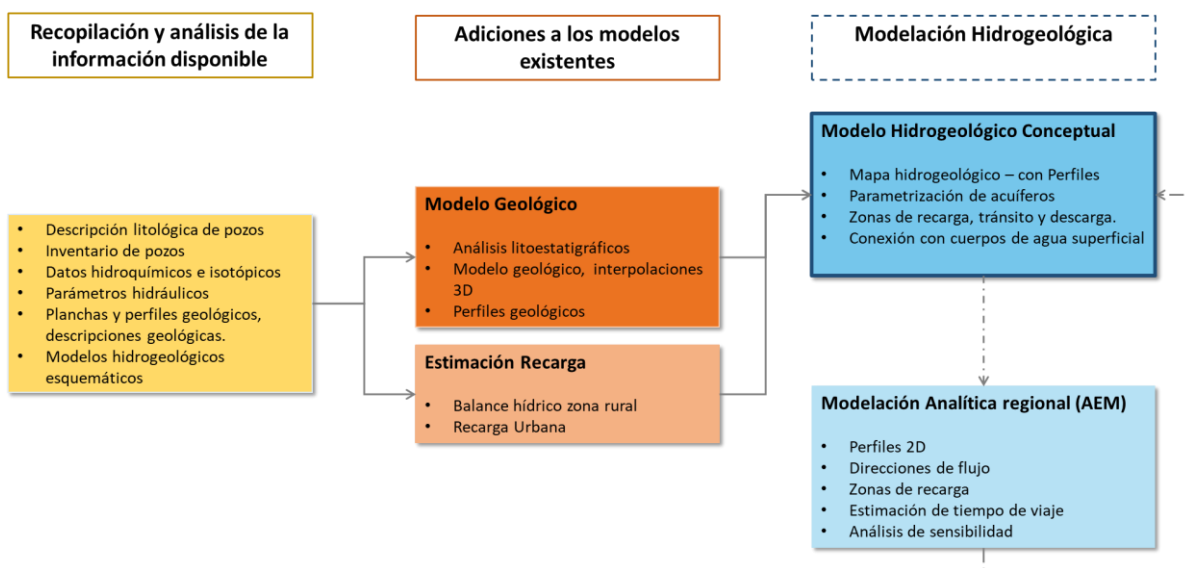 Recopilación y análisis de la
información disponible
Adiciones a los modelos
existentes
Modelación Hidrogeológica
• Descripción litológica de pozos
• Inventario de pozos
• Datos hidroquímicos e isotópicos
• Parámetros hidráulicos
• Planchas y perfiles geológicos,
descripciones geológicas.
• Modelos hidrogeológicos
esquemáticos
Modelo Geológico
• Análisis litoestatigráficos
• Modelo geológico, interpolaciones
3D
• Perfiles geológicos
Estimación Recarga
• Balance hídrico zona rural
• Recarga Urbana
Modelo Hidrogeológico Conceptual
• Mapa hidrogeológico – con Perfiles
• Parametrización de acuíferos
• Zonas de recarga, tránsito y descarga.
• Conexión con cuerpos de agua superficial
Modelación Analítica regional (AEM)
• Perfiles 2D
• Direcciones de flujo
• Zonas de recarga
• Estimación de tiempo de viaje
• Análisis de sensibilidad